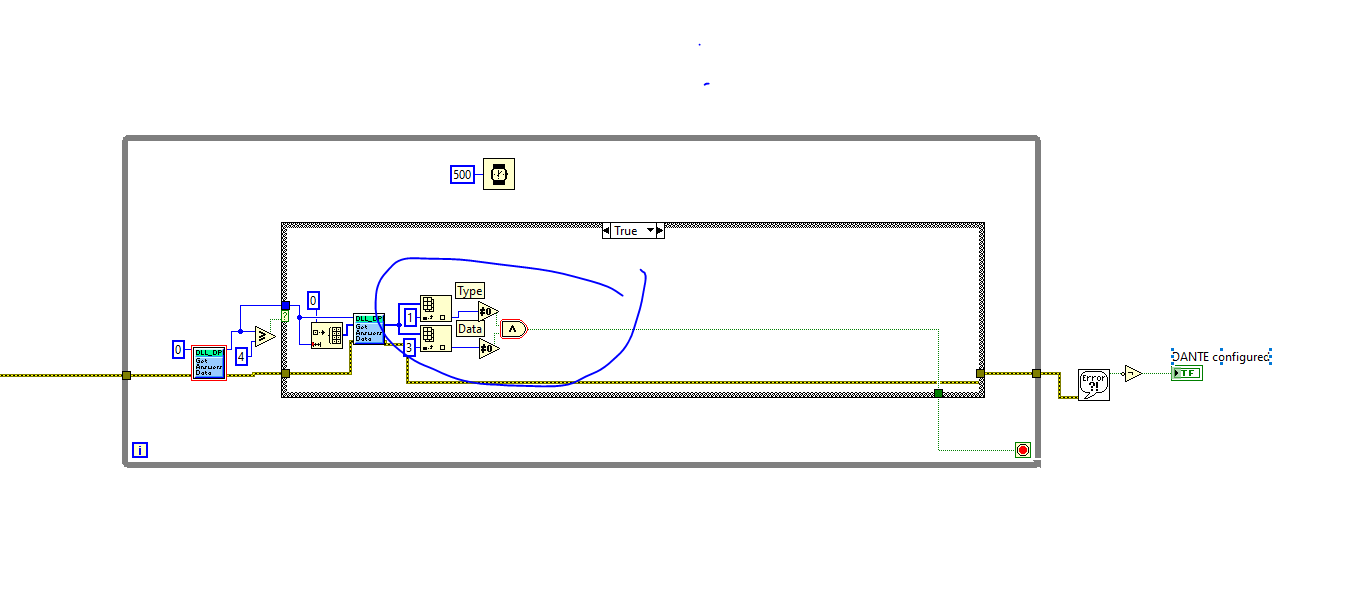 500
True
0
Type
DLL_DP
Get
Answers
Data
1
≠0
Data
≠0
3
0
DLL_DP
Get
Answers
Data
4
?
DANTE configured
TF
Error
?!
i